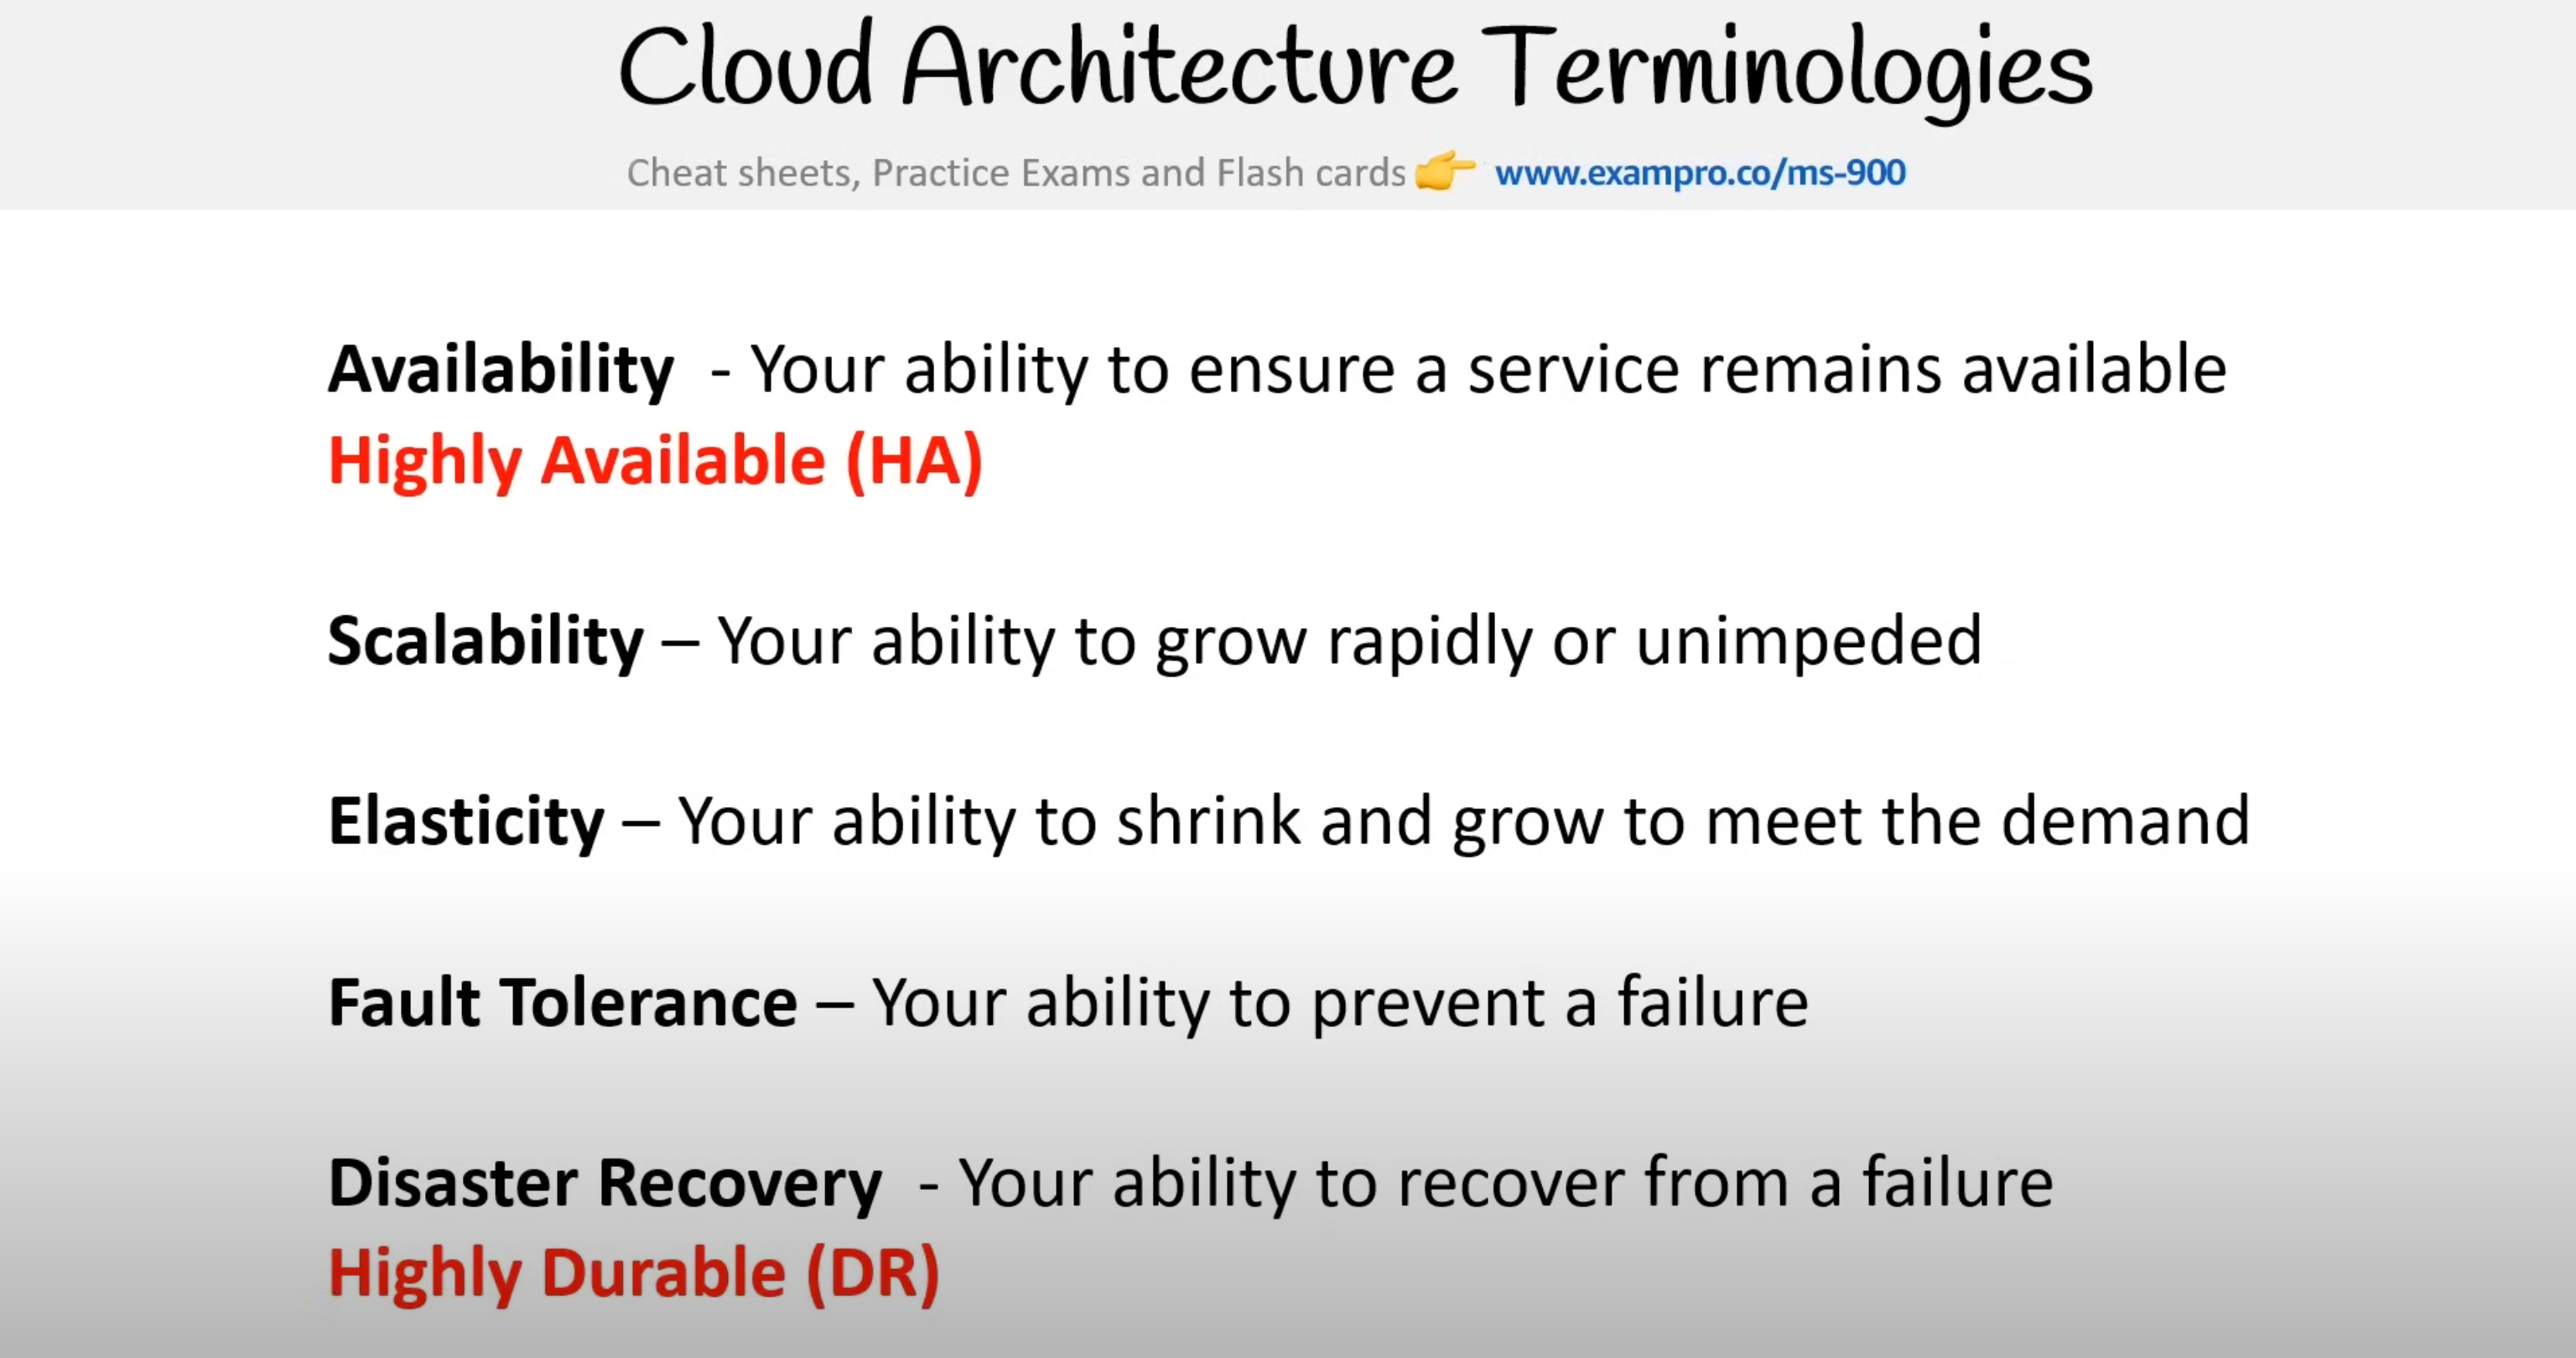 Cloud Architecture Terminologies
Cheat sheets, Practice Exams and Flash cards 👉 www.exampro.co/ms-900
Availability - Your ability to ensure a service remains available
Highly Available (HA)
Scalability – Your ability to grow rapidly or unimpeded
Elasticity – Your ability to shrink and grow to meet the demand
Fault Tolerance – Your ability to prevent a failure
Disaster Recovery - Your ability to recover from a failure
Highly Durable (DR)